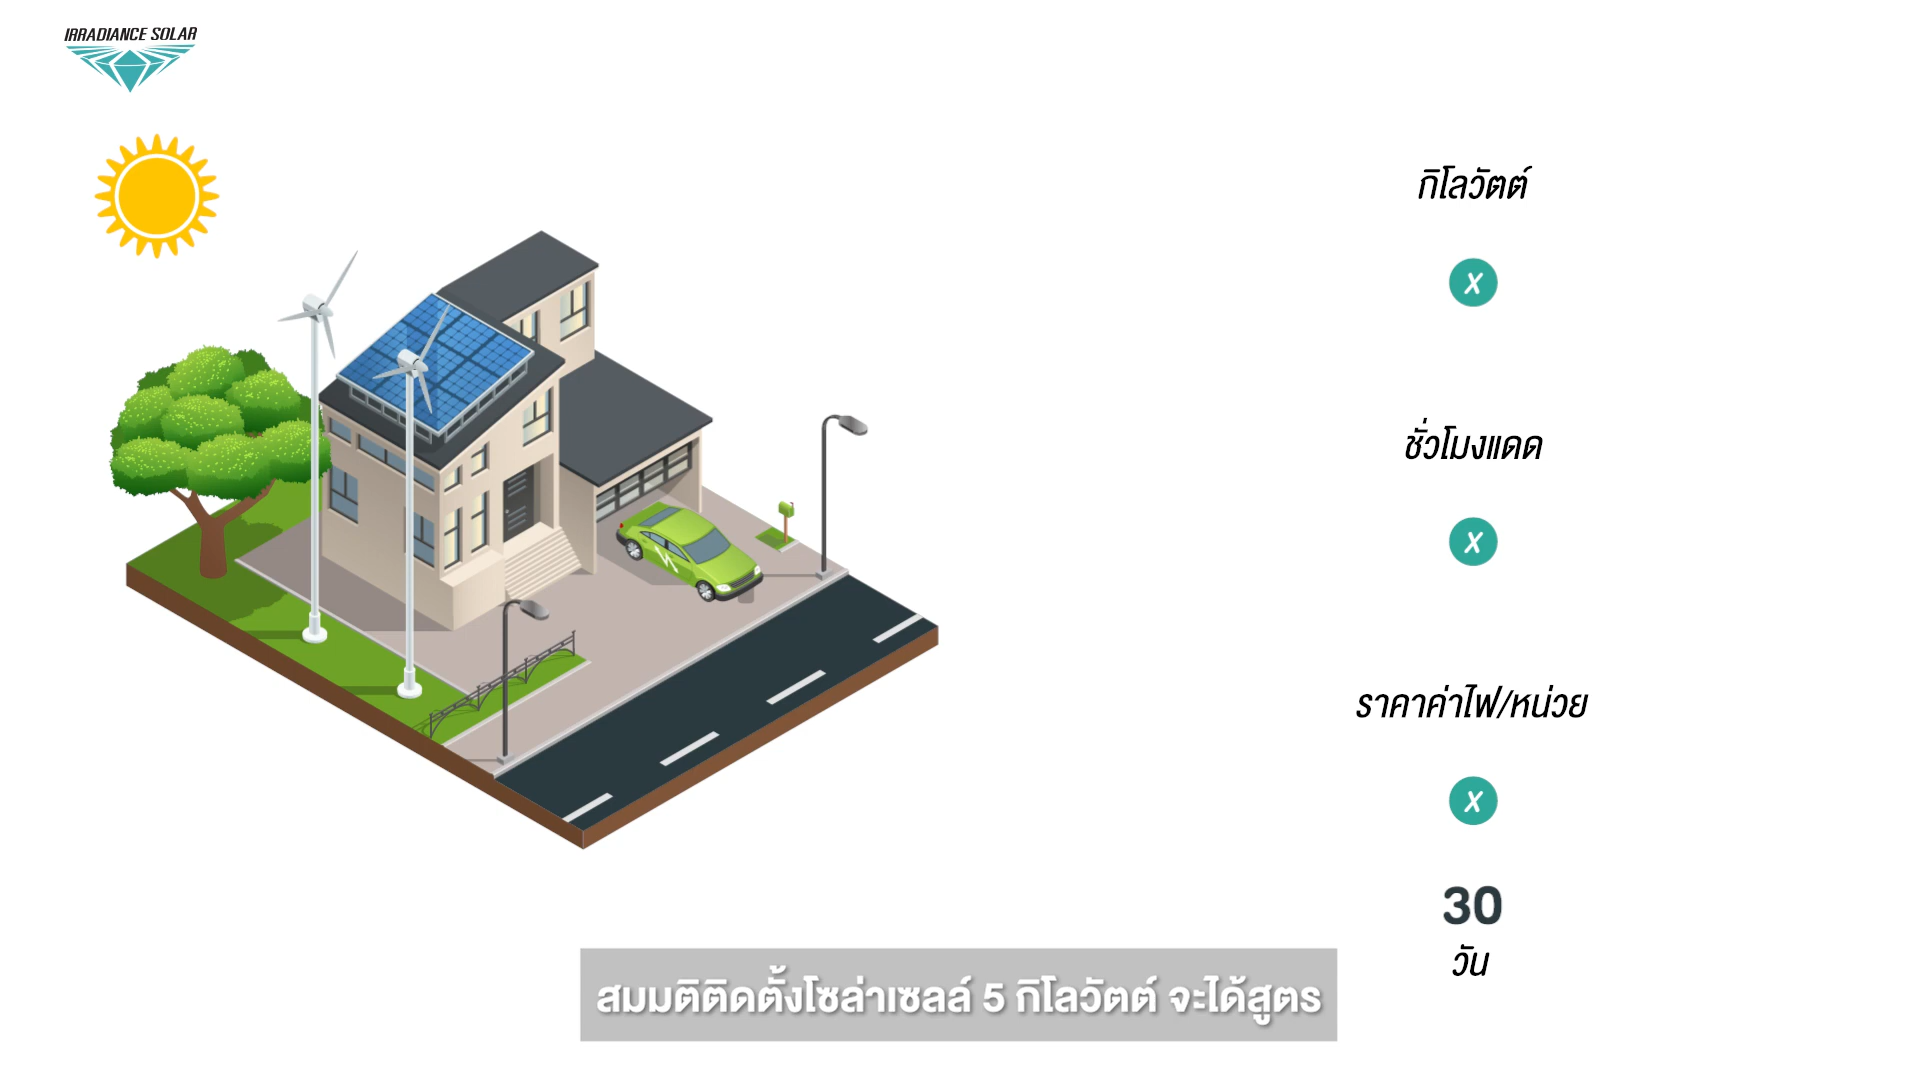 IRRADIANCE SOLAR
กิโลวัตต์
x
ชั่วโมงแดด
x
ราคาค่าไฟ/หน่วย
x
30
วัน
สมมติติดตั้งโซล่าเซลล์ 5 กิโลวัตต์ จะได้สูตร